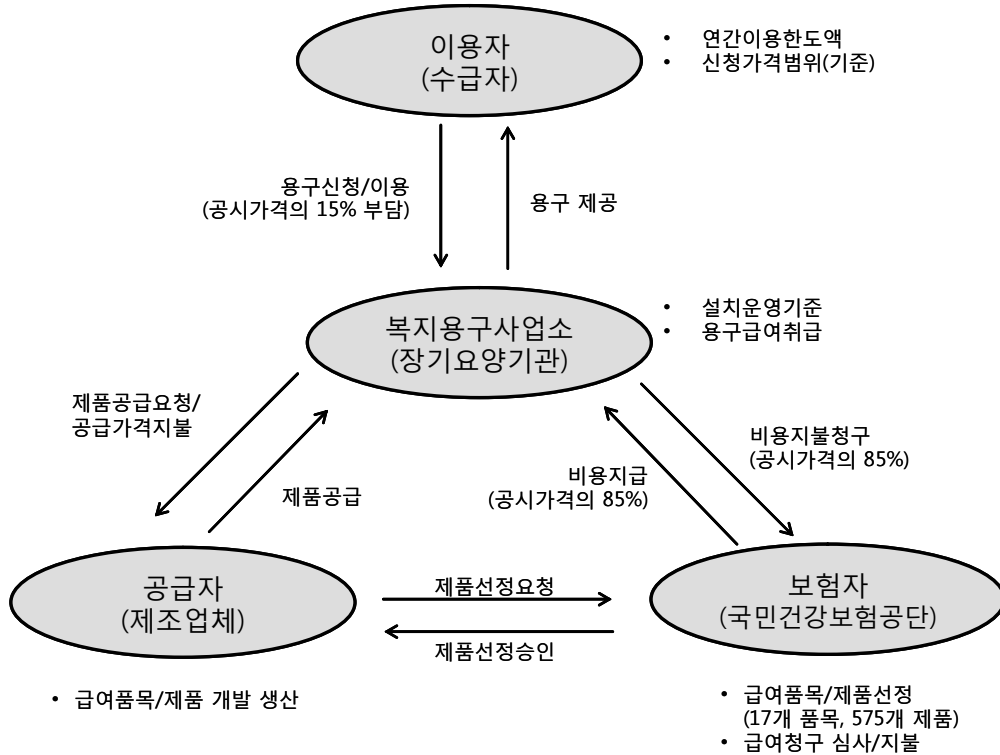 이용자
(수급자)
• 연간이용한도액
• 신청가격범위(기준)
용구신청/이용
(공시가격의 15% 부담)
용구 제공
복지용구사업소
(장기요양기관)
• 설치운영기준
• 용구급여취급
제품공급요청/
공급가격지불
제품공급
비용지급
(공시가격의 85%)
비용지불청구
(공시가격의 85%)
공급자
(제조업체)
제품선정요청
제품선정승인
보험자
(국민건강보험공단)
• 급여품목/제품 개발 생산
• 급여품목/제품선정
(17개 품목, 575개 제품)
• 급여청구 심사/지불